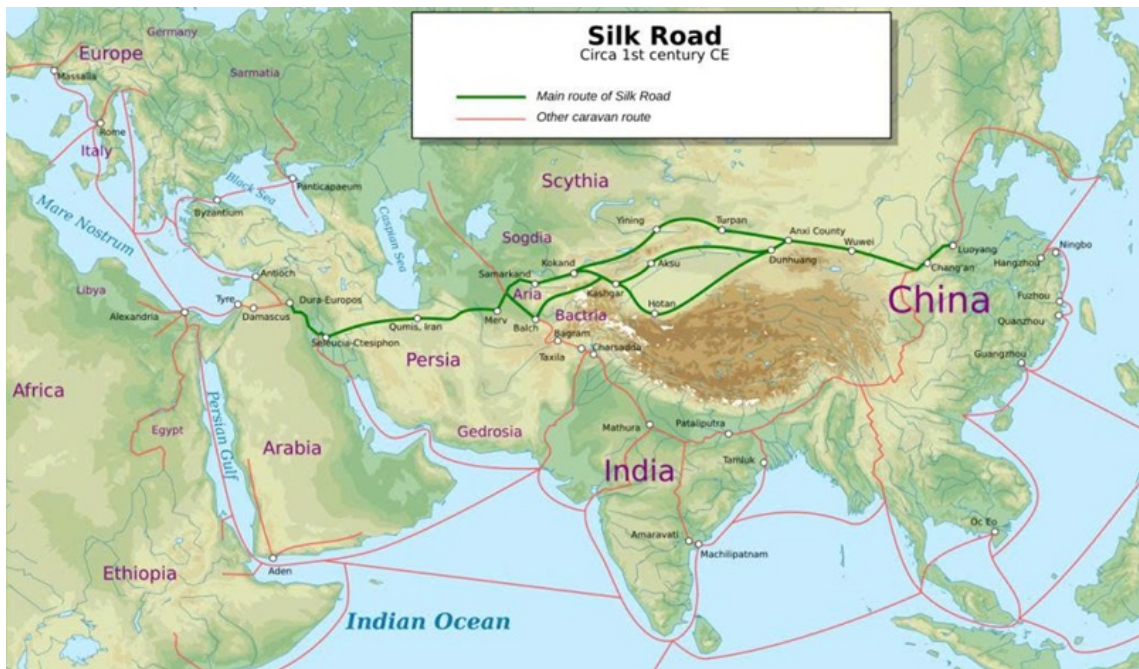 Silk Road
Circa 1st century CE
Main route of Silk Road
Other caravan route
Germany
Europe
Massalia
Sarmatia
Rome
Italy
Black Sea
Panticapaeum
Byzantium
Mare Nostrum
Caspian Sea
Scythia
Yining
Turpan
Anxi County
Wuwei
Luoyang
Ningbo
Hangzhou
Sogdia
Kokand
Aksu
Dunhuang
Chang'an
Antioch
Samarkand
Libya
Tyre
Dura-Europos
Aria
Kashgar
China
Fuzhou
Alexandria
Damascus
Merv
Balch
Bactria
Hotan
Quanzhou
Seleucia-Ctesiphon
Qumis, Iran
Bagram
Taxila
Charsadda
Persia
Guangzhou
Africa
Persian Gulf
Egypt
Arabia
Gedrosia
Mathura
Pataliputra
India
Tamluk
Amaravati
Machilipatnam
Oc Eo
Ethiopia
Aden
Indian Ocean